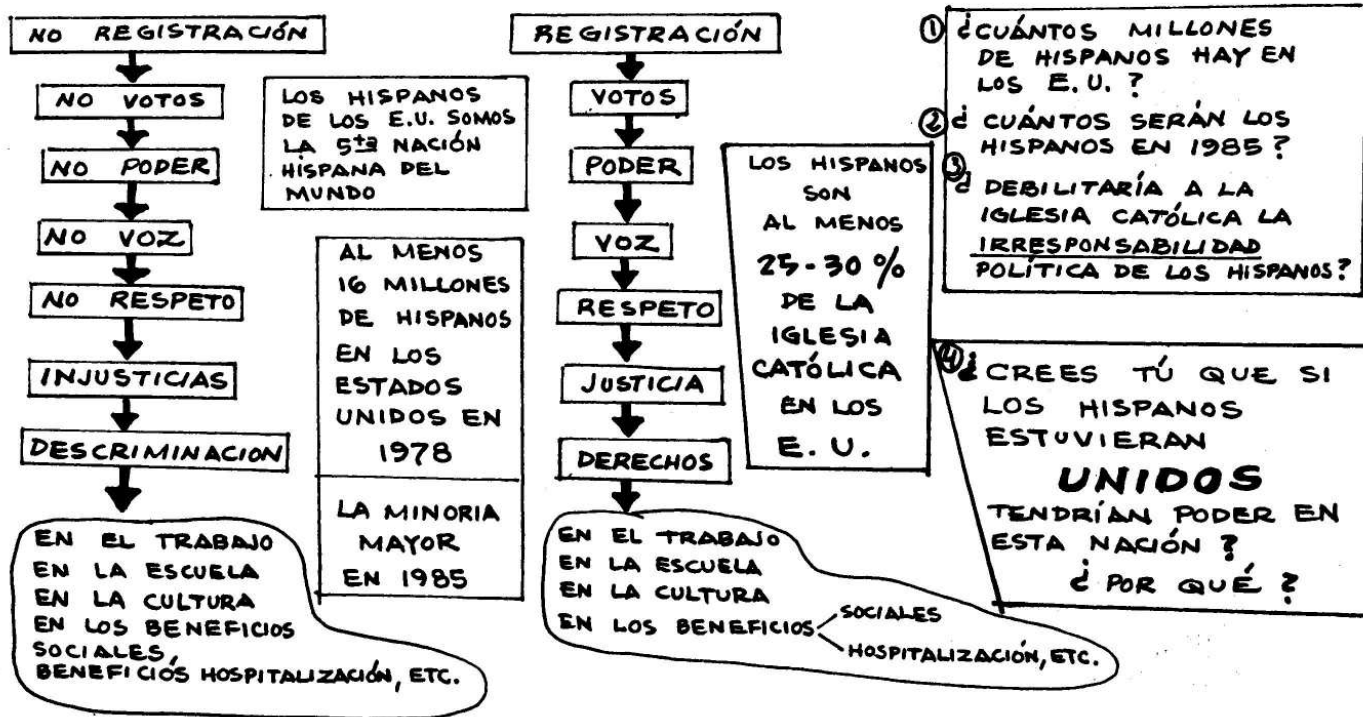 NO REGISTRACIÓN
NO VOTOS
NO PODER
NO VOZ
NO RESPETO
INJUSTICIAS
DESCRIMINACION
EN EL TRABAJO
EN LA ESCUELA
EN LA CULTURA
EN LOS BENEFICIOS
SOCIALES,
BENEFICIÓS HOSPITALIZACIÓN, ETC.
LOS HISPANOS
DE LOS E.U. SOMOS
LA 5ta NACIÓN
HISPANA DEL
MUNDO
AL MENOS
16 MILLONES
DE HISPANOS
EN LOS
ESTADOS
UNIDOS EN
1978
LA MINORIA
MAYOR
EN 1985
REGISTRACIÓN
VOTOS
PODER
VOZ
RESPETO
JUSTICIA
DERECHOS
EN EL TRABAJO
EN LA ESCUELA
EN LA CULTURA
EN LOS BENEFICIOS
SOCIALES
HOSPITALIZACIÓN, ETC.
LOS HISPANOS
SON
AL MENOS
25-30%
DE LA
IGLESIA
CATÓLICA
EN LOS
E. U.
① ¿CUÁNTOS MILLONES
DE HISPANOS HAY EN
LOS E. U. ?
② ¿ CUÁNTOS SERÁN LOS
HISPANOS EN 1985 ?
③
¿ DEBILITARÍA A LA
IGLESIA CATÓLICA LA
IRRESPONSABILIDAD
POLÍTICA DE LOS HISPANOS?
④ ¿CREES TÚ QUE SI
LOS HISPANOS
ESTUVIERAN
UNIDOS
TENDRÍAN PODER EN
ESTA NACIÓN ?
¿ POR QUÉ ?